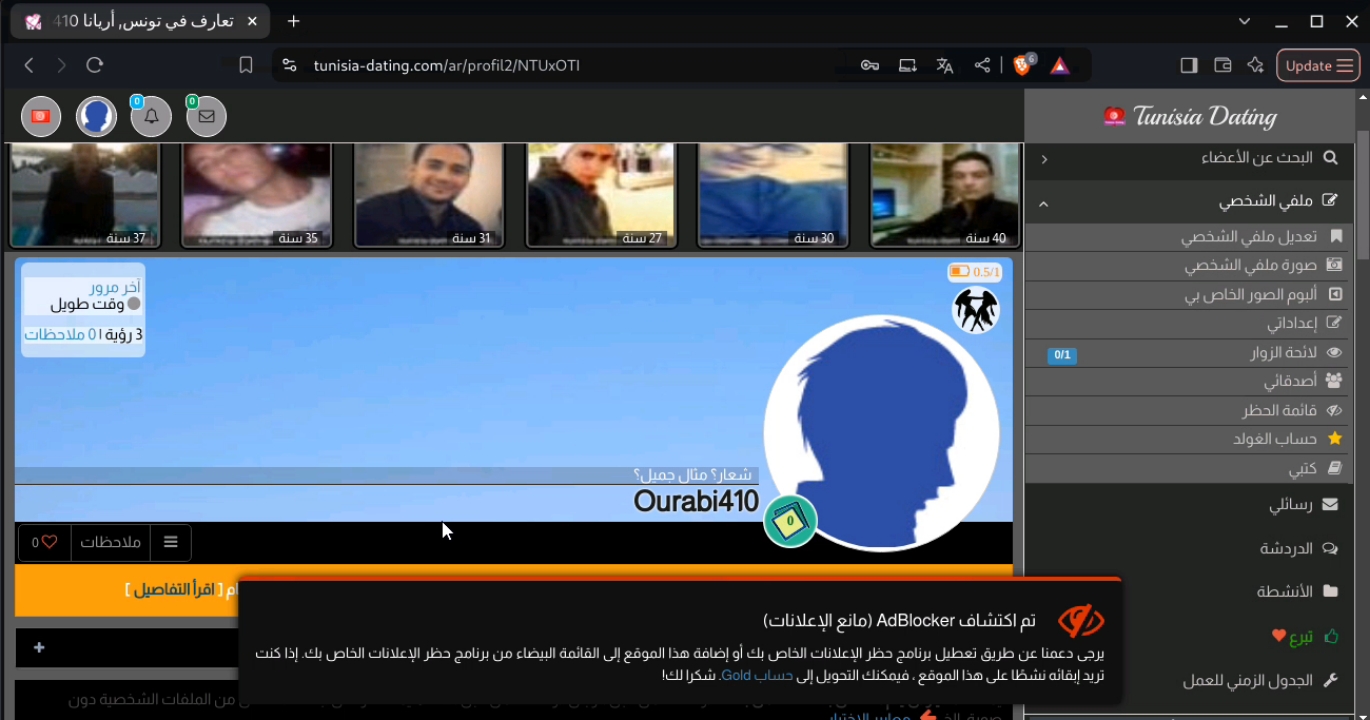 تعارف في تونس, أريانا 410
tunisia-dating.com/ar/profil2/NTUxOTI
6
Update
0
0
Tunisia Dating
37 سنة
35 سنة
31 سنة
27 سنة
30 سنة
40 سنة
البحث عن الأعضاء
ملفي الشخصي
تعديل ملفي الشخصي
صورة ملفي الشخصي
ألبوم الصور الخاص بي
إعداداتي
لائحة الزوار
0/1
أصدقائي
قائمة الحظر
حساب الغولد
كتبي
رسائلي
الدردشة
الأنشطة
تبرع
الجدول الزمني للعمل
0.5/1
آخر مرور
وقت طويل
3 رؤية | 0 ملاحظات
شعار؟ مثال جميل؟
Ourabi410
0
ملاحظات
0
[ اقرأ التفاصيل ]
تم اكتشاف AdBlocker (مانع الإعلانات)
يرجى دعمنا عن طريق تعطيل برنامج حظر الإعلانات الخاص بك أو إضافة هذا الموقع إلى القائمة البيضاء من برنامج حظر الإعلانات الخاص بك. إذا كنت
تريد إبقائه نشطًا على هذا الموقع ، فيمكنك التحويل إلى حساب Gold. شكرا لك!
من الملفات الشخصية دون